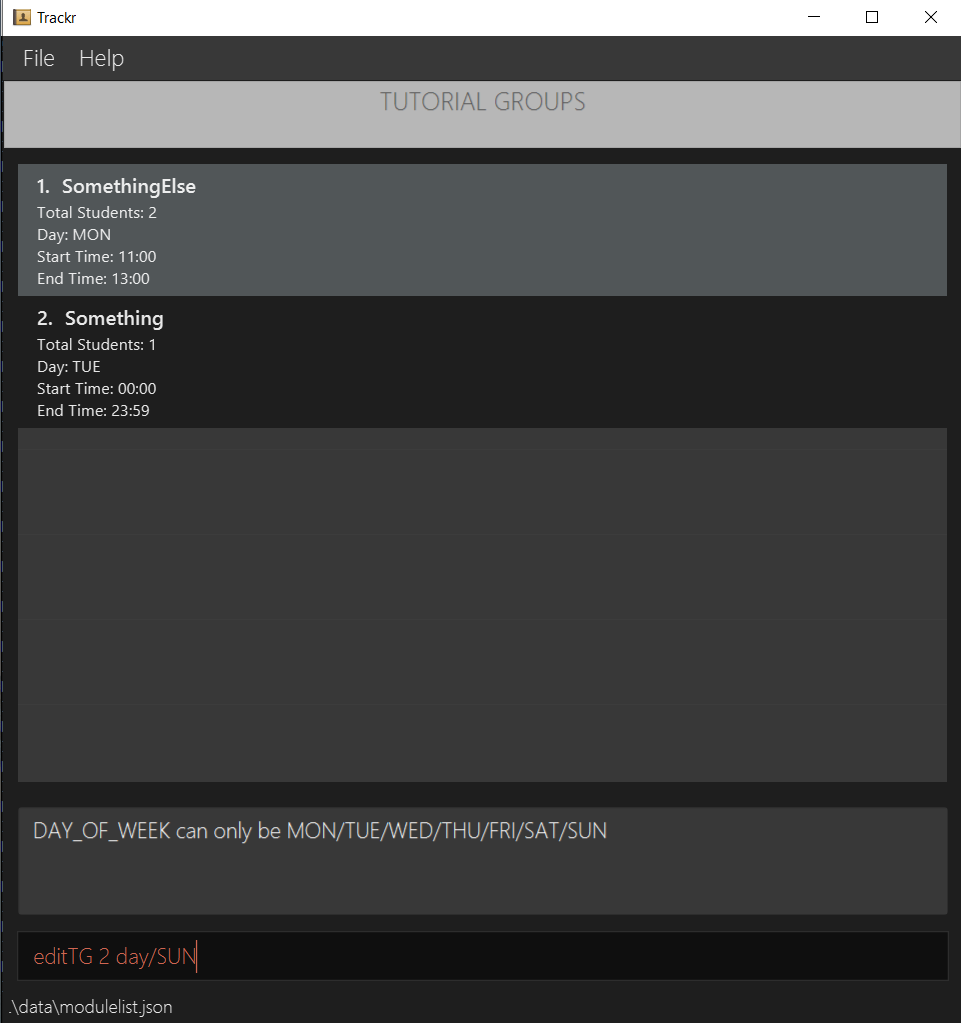 Trackr
File Help
TUTORIAL GROUPS
1. SomethingElse
Total Students: 2
Day: MON
Start Time: 11:00
End Time: 13:00
2. Something
Total Students: 1
Day: TUE
Start Time: 00:00
End Time: 23:59
DAY_OF_WEEK can only be MON/TUE/WED/THU/FRI/SAT/SUN
editTG 2 day/SUN
.\data\modulelist.json